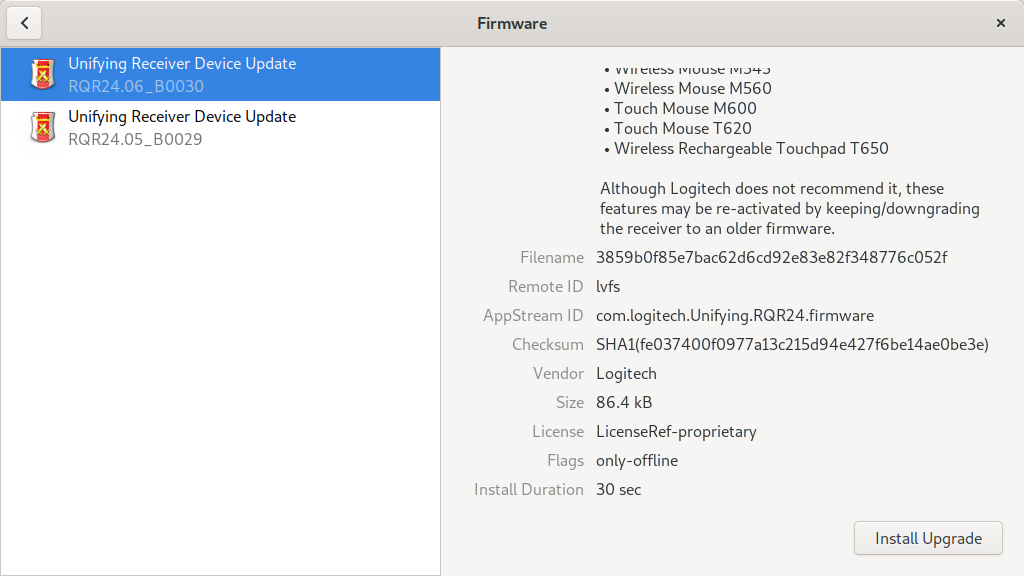 Firmware
Unifying Receiver Device Update
RQR24.06_B0030
Unifying Receiver Device Update
RQR24.05_B0029
• Wireless Mouse M545
• Wireless Mouse M560
• Touch Mouse M600
• Touch Mouse T620
• Wireless Rechargeable Touchpad T650
Although Logitech does not recommend it, these
features may be re-activated by keeping/downgrading
the receiver to an older firmware.
Filename 3859b0f85e7bac62d6cd92e83e82f348776c052f
Remote ID lvfs
AppStream ID com.logitech.Unifying.RQR24.firmware
Checksum SHA1(fe037400f0977a13c215d94e427f6be14ae0be3e)
Vendor Logitech
Size 86.4 kB
License LicenseRef-proprietary
Flags only-offline
Install Duration 30 sec
Install Upgrade